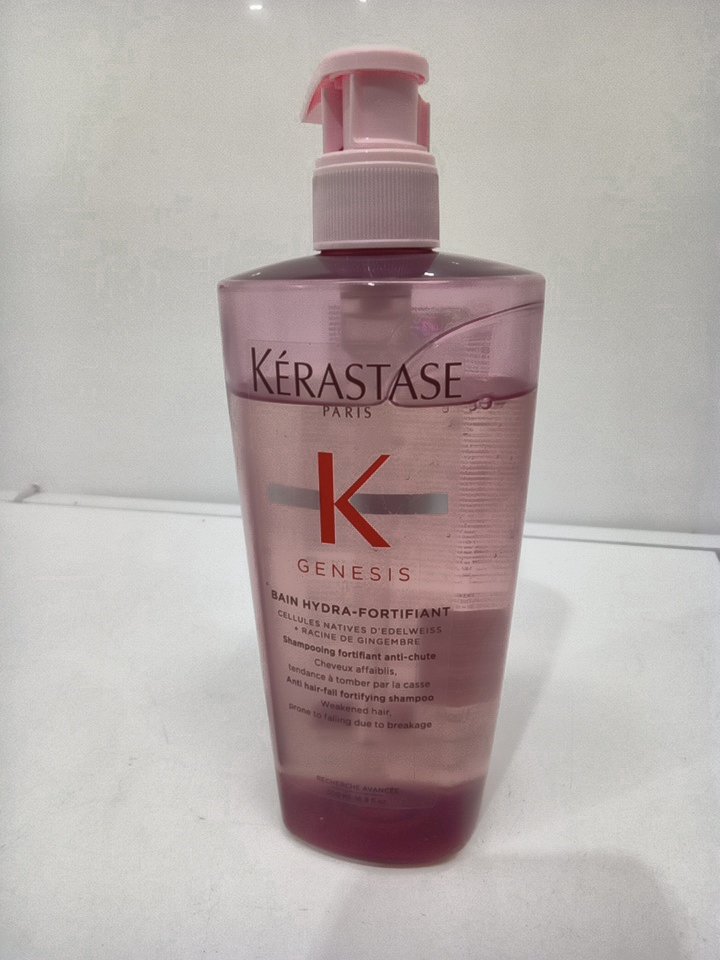 KÉRASTASE
PARIS
K
GENESIS
BAIN HYDRA-FORTIFIANT
CELLULES NATIVES D'EDELWEISS
+ RACINE DE GINGEMBRE
Shampooing fortifiant anti-chute
Cheveux affaiblis,
tendance à tomber par la casse
Anti hair-fall fortifying shampoo
Weakened hair,
prone to falling due to breakage
RECHERCHE AVANCÉE